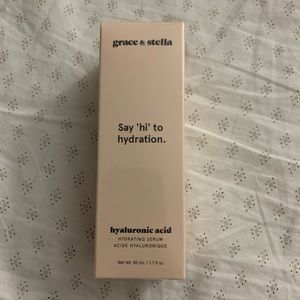 grace & stella
Say 'hi' to
hydration.
hyaluronic acid
HYDRATING SERUM
ACIDE HYALURONIQUE
Net Wt. 50 mL / 1.7 fl oz